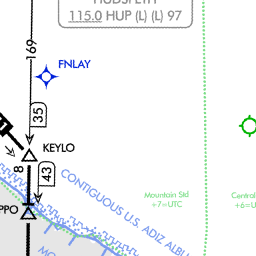 HUDSPETH
115.0 HUP (L) (L) 97
169
FNLAY
35
KEYLO
8
43
CONTIGUOUS U.S. ADIZ
Mountain Std
+7=UTC
Central
+6=U
PPO